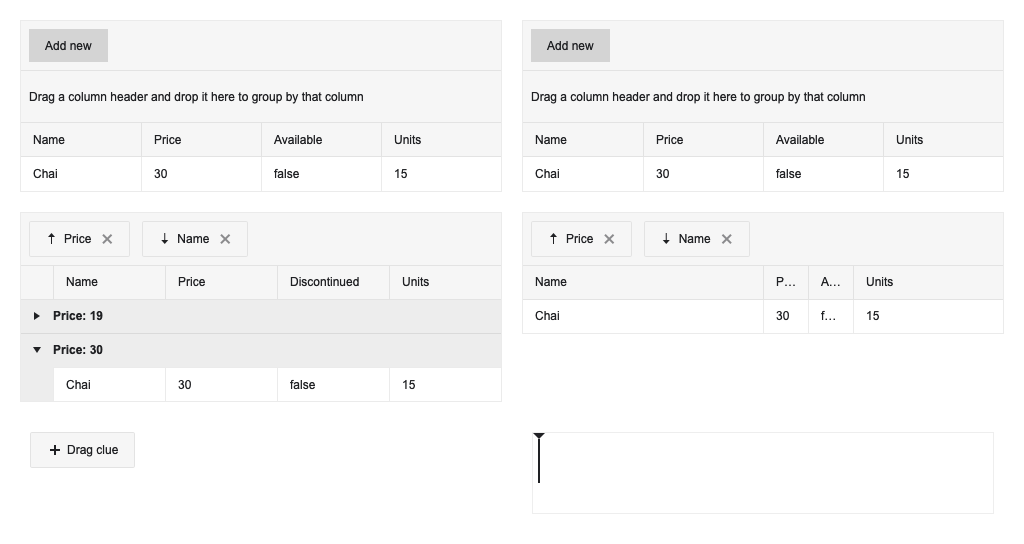 Add new
Drag a column header and drop it here to group by that column
Name Price Available Units
Chai 30 false 15
Add new
Drag a column header and drop it here to group by that column
Name Price Available Units
Chai 30 false 15
Price Name
Name Price Discontinued Units
Price: 19
Price: 30
Chai 30 false 15
Price Name
Name P... A... Units
Chai 30 f... 15
Drag clue